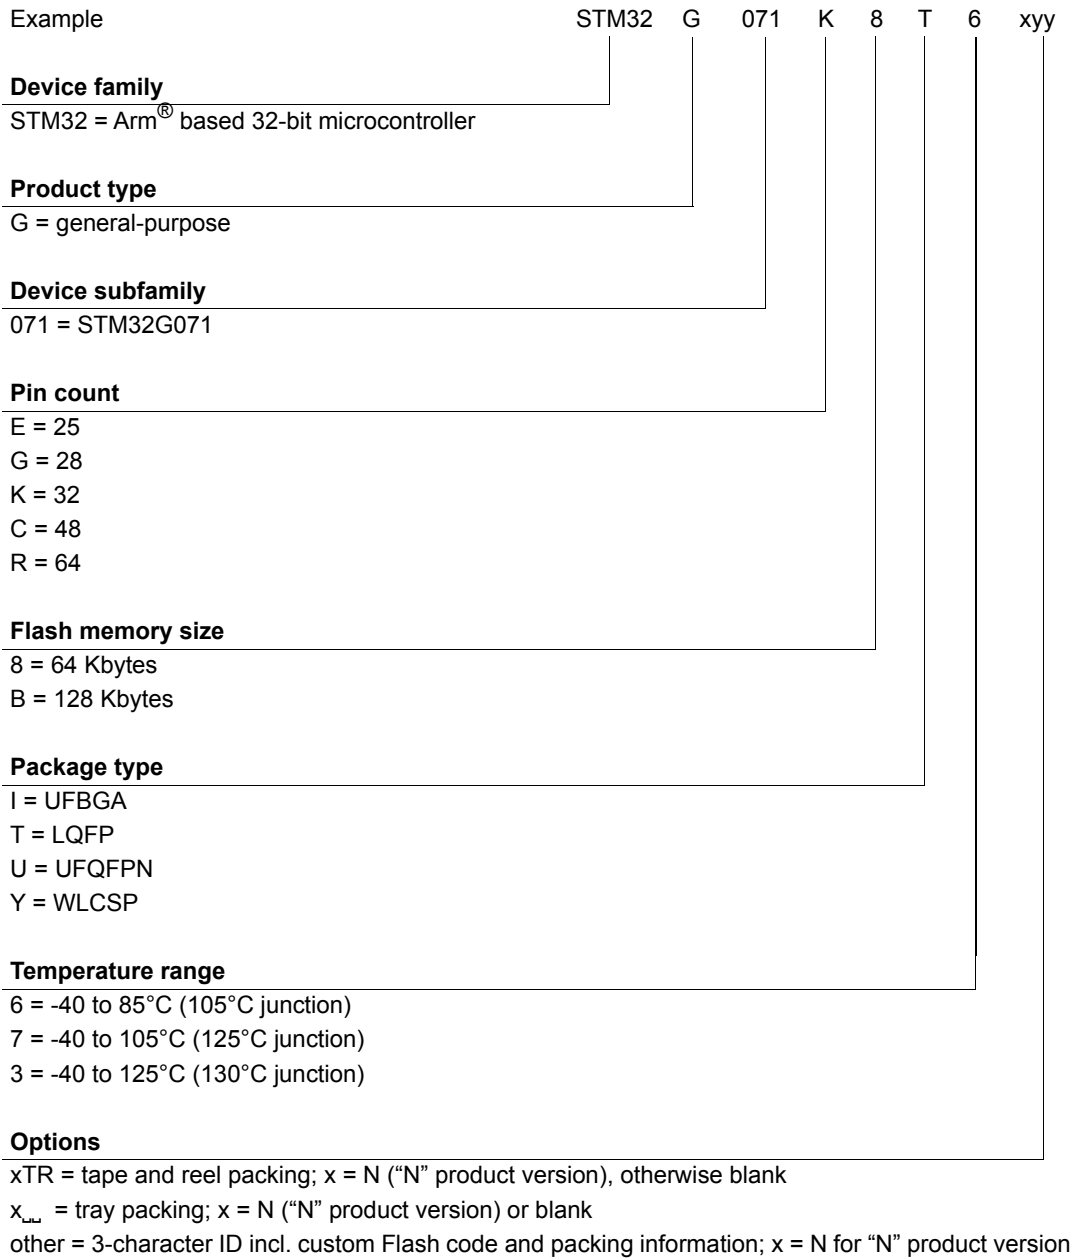 Example STM32 G 071 K 8 T 6 xyy
Device family
STM32 = Arm® based 32-bit microcontroller
Product type
G = general-purpose
Device subfamily
071 = STM32G071
Pin count
E = 25
G = 28
K = 32
C = 48
R = 64
Flash memory size
8 = 64 Kbytes
B = 128 Kbytes
Package type
I = UFBGA
T = LQFP
U = UFQFPN
Y = WLCSP
Temperature range
6 = -40 to 85°C (105°C junction)
7 = -40 to 105°C (125°C junction)
3 = -40 to 125°C (130°C junction)
Options
xTR = tape and reel packing; x = N (“N” product version), otherwise blank
x␣␣ = tray packing; x = N (“N” product version) or blank
other = 3-character ID incl. custom Flash code and packing information; x = N for “N” product version